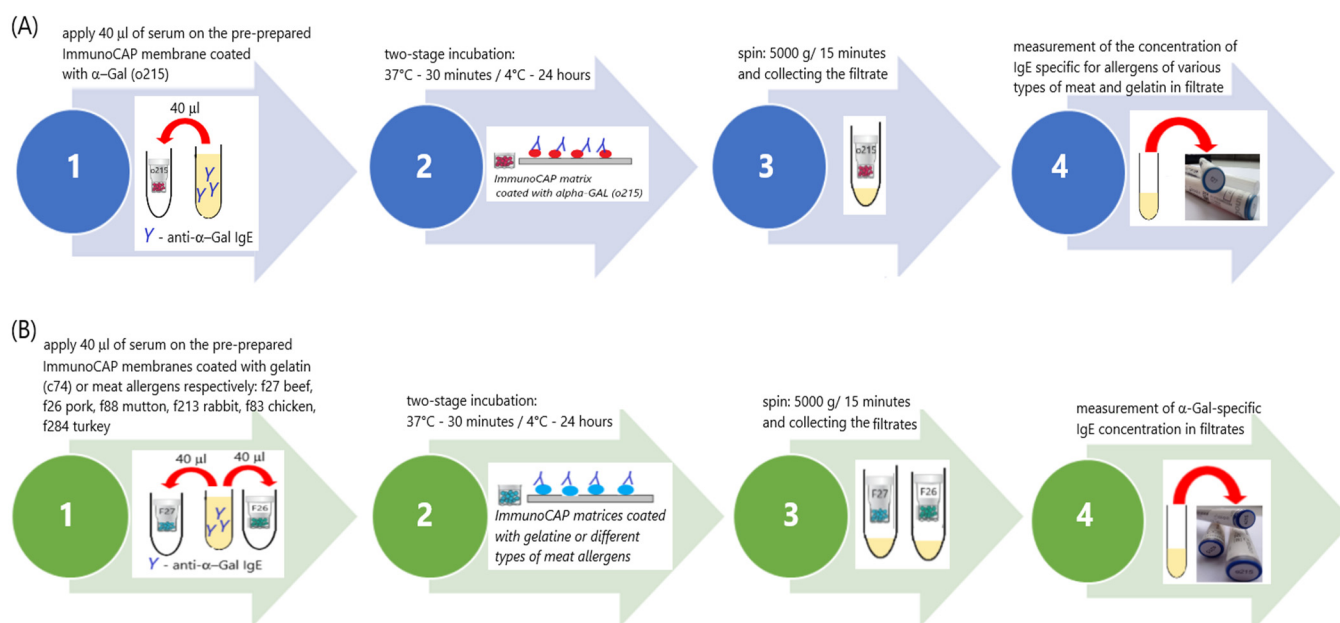 (A)
apply 40 µl of serum on the pre-prepared
ImmunoCAP membrane coated
with α–Gal (o215)
40 µl
1
o215
Y - anti-α–Gal IgE
two-stage incubation:
37°C - 30 minutes / 4°C - 24 hours
2
ImmunoCAP matrix
coated with alpha-GAL (o215)
spin: 5000 g/ 15 minutes
and collecting the filtrate
3
o215
measurement of the concentration of
IgE specific for allergens of various
types of meat and gelatin in filtrate
4
(B)
apply 40 µl of serum on the pre-prepared
ImmunoCAP membranes coated with gelatin
(c74) or meat allergens respectively: f27 beef,
f26 pork, f88 mutton, f213 rabbit, f83 chicken,
f284 turkey
40 µl 40 µl
1
F27 F26
Y - anti-α–Gal IgE
two-stage incubation:
37°C - 30 minutes / 4°C - 24 hours
2
ImmunoCAP matrices coated
with gelatine or different
types of meat allergens
spin: 5000 g/ 15 minutes
and collecting the filtrates
3
F27 F26
measurement of α-Gal-specific
IgE concentration in filtrates
4
o215